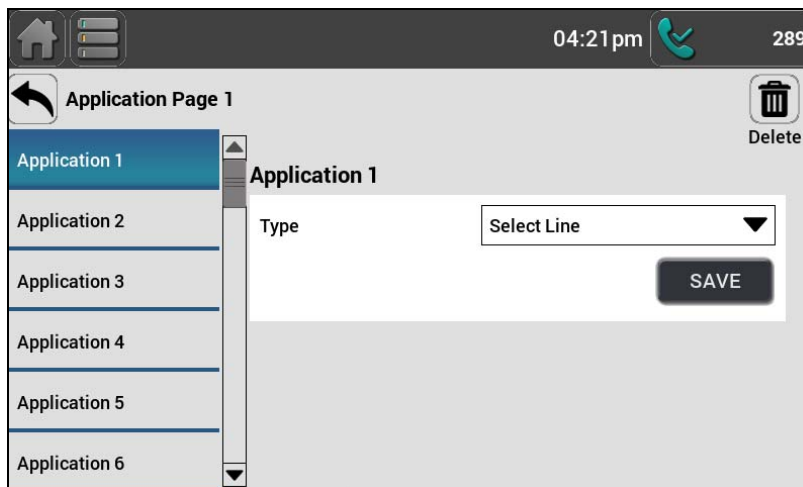 04:21pm
289
Application Page 1
Delete
Application 1
Application 2
Application 3
Application 4
Application 5
Application 6
Application 1
Type
Select Line
SAVE